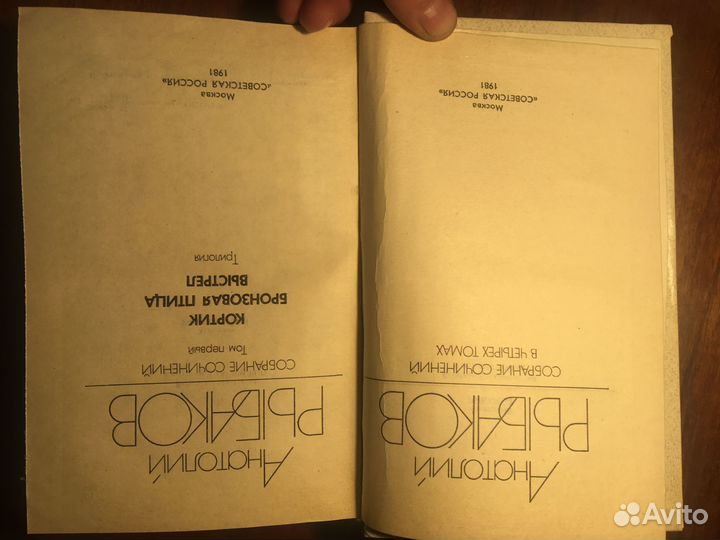 Анатолий
РЫБАКОВ
СОБРАНИЕ СОЧИНЕНИЙ
В ЧЕТЫРЕХ ТОМАХ
Москва
«СОВЕТСКАЯ РОССИЯ»
1981
Анатолий
РЫБАКОВ
СОБРАНИЕ СОЧИНЕНИЙ
Том первый
КОРТИК
БРОНЗОВАЯ ПТИЦА
ВЫСТРЕЛ
Трилогия
Москва
«СОВЕТСКАЯ РОССИЯ»
1981
Avito